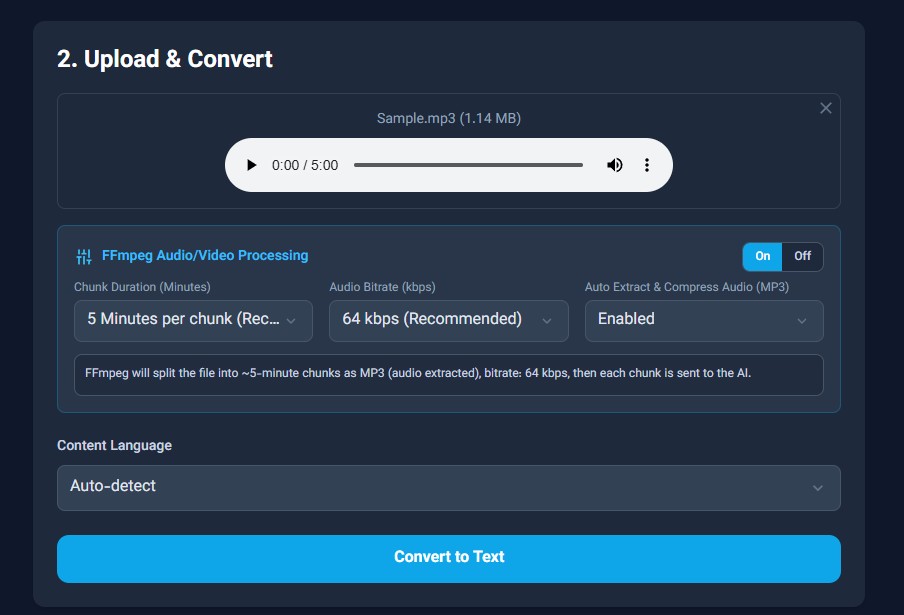 2. Upload & Convert
Sample.mp3 (1.14 MB)
0:00 / 5:00
FFmpeg Audio/Video Processing
On Off
Chunk Duration (Minutes) Audio Bitrate (kbps) Auto Extract & Compress Audio (MP3)
5 Minutes per chunk (Rec... 64 kbps (Recommended) Enabled
FFmpeg will split the file into ~5-minute chunks as MP3 (audio extracted), bitrate: 64 kbps, then each chunk is sent to the AI.
Content Language
Auto-detect
Convert to Text